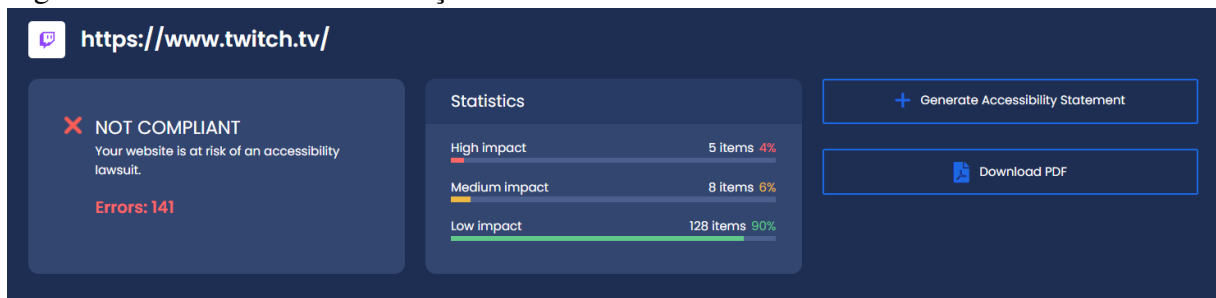 https://www.twitch.tv/
NOT COMPLIANT
Your website is at risk of an accessibility
lawsuit.
Errors: 141
Statistics
High impact 5 items 4%
Medium impact 8 items 6%
Low impact 128 items 90%
Generate Accessibility Statement
Download PDF